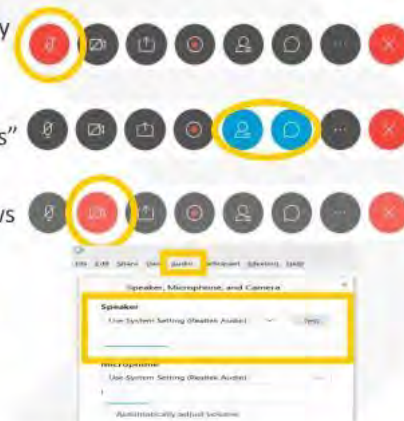 y
s"
ws
Edit Share View Audio Participant Meeting Help
Speaker, Microphone, and Camera
Speaker
Use System Setting (Realtek Audio)
Test
Microphone
Use System Setting (Realtek Audio)
Automatically adjust volume